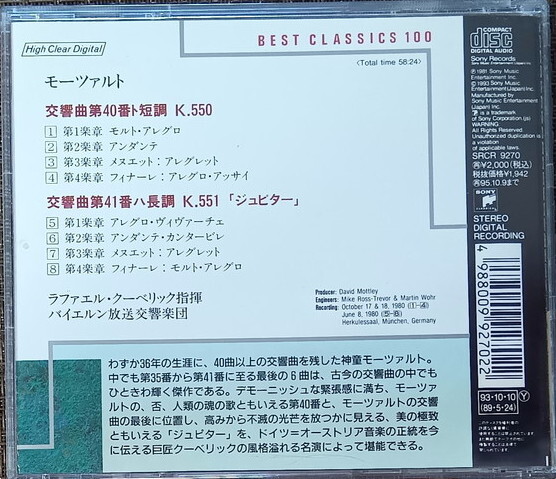 High Clear Digital
BEST CLASSICS 100
〈Total time 58:24〉
モーツァルト
交響曲第40番ト短調 K.550
1 第1楽章 モルト・アレグロ
2 第2楽章 アンダンテ
3 第3楽章 メヌエット:アレグレット
4 第4楽章 フィナーレ:アレグロ・アッサイ
交響曲第41番ハ長調 K.551「ジュピター」
5 第1楽章 アレグロ・ヴィヴァーチェ
6 第2楽章 アンダンテ・カンタービレ
7 第3楽章 メヌエット:アレグレット
8 第4楽章 フィナーレ:モルト・アレグロ
ラファエル・クーベリック指揮
バイエルン放送交響楽団
Producer: David Mottley
Engineers: Mike Ross-Trevor & Martin Wohr
Recording: October 17 & 18, 1980 (1-4)
June 8, 1980 (5-8)
Herkulessaal, München, Germany
わずか36年の生涯に、40曲以上の交響曲を残した神童モーツァルト。
中でも第35番から第41番に至る最後の6曲は、古今の交響曲の中でも
ひときわ輝く傑作である。デモーニッシュな緊張感に満ち、モーツァル
トの、否、人類の魂の歌ともいえる第40番と、モーツァルトの交響曲
の最後に位置し、高みから不滅の光芒を放つかに見える、美の極致
ともいえる「ジュピター」を、ドイツ=オーストリア音楽の正統を今
に伝える巨匠クーベリックの風格溢れる名演によって堪能できる。
COMPACT
disc
DIGITAL AUDIO
Sony Records
Sony Music Entertainment (Japan) Inc.
Ⓟ1981 Sony Music
Entertainment (Japan) Inc.
Ⓒ1993 Sony Music
Entertainment (Japan) Inc.
Manufactured by
Sony Music Entertainment
(Japan) Inc.
is a trademark
of Sony Corporation
WARNING
All Rights Reserved.
Unauthorized duplication is
a violation
of applicable laws.
SRCR 9270
¥2,000(税込)
税抜価格¥1,942
95.10.9まで
SONY
classical
STEREO
DIGITAL
RECORDING
4988009927022
93・10・10
(89・5・24)
Y